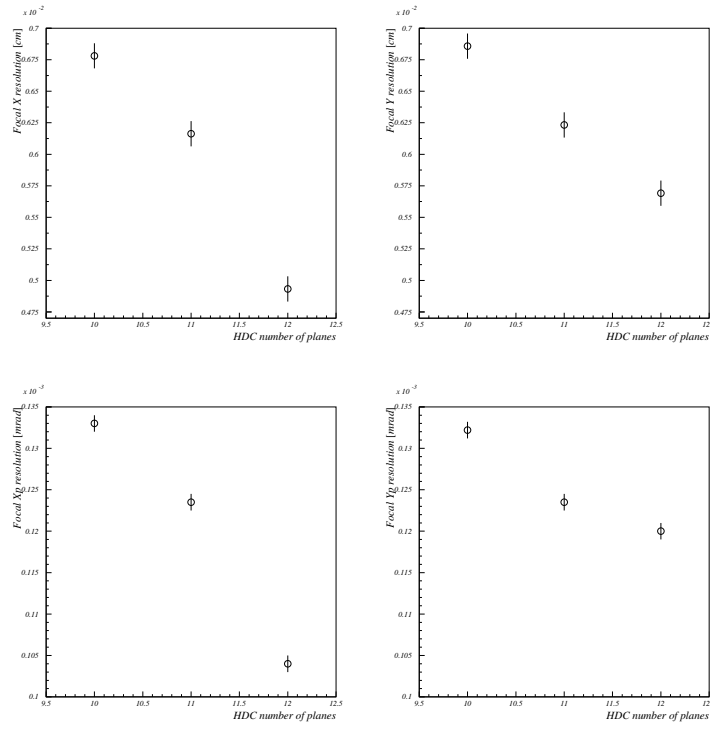 x 10 -2
Focal X resolution [cm]
0.7
0.675
0.65
0.625
0.6
0.575
0.55
0.525
0.5
0.475
9.5 10 10.5 11 11.5 12 12.5
HDC number of planes
x 10 -2
Focal Y resolution [cm]
0.7
0.675
0.65
0.625
0.6
0.575
0.55
0.525
0.5
0.475
9.5 10 10.5 11 11.5 12 12
HDC number of planes
x 10 -3
Focal Xp resolution [mrad]
0.135
0.13
0.125
0.12
0.115
0.11
0.105
0.1
9.5 10 10.5 11 11.5 12 12.5
HDC number of planes
x 10 -3
Focal Yp resolution [mrad]
0.135
0.13
0.125
0.12
0.115
0.11
0.105
0.1
9.5 10 10.5 11 11.5 12 12
HDC number of planes